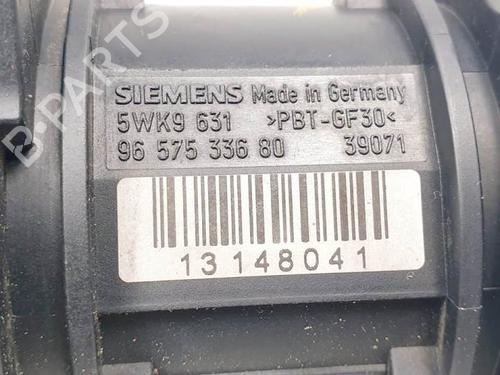 SIEMENS Made in Germany
5WK9 631 >PBT-GF30<
96 575 336 80 39071
13148041
B-PARTS